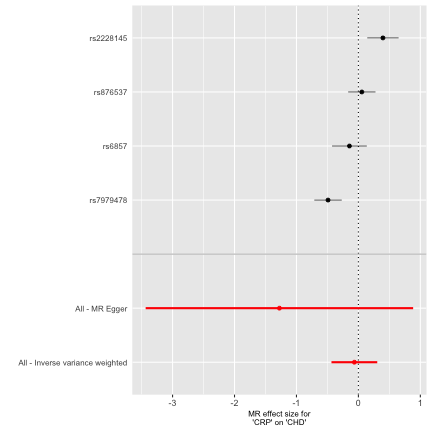 rs2228145
rs876537
rs6857
rs7979478
All - MR Egger
All - Inverse variance weighted
-3 -2 -1 0 1
MR effect size for
'CRP' on 'CHD'